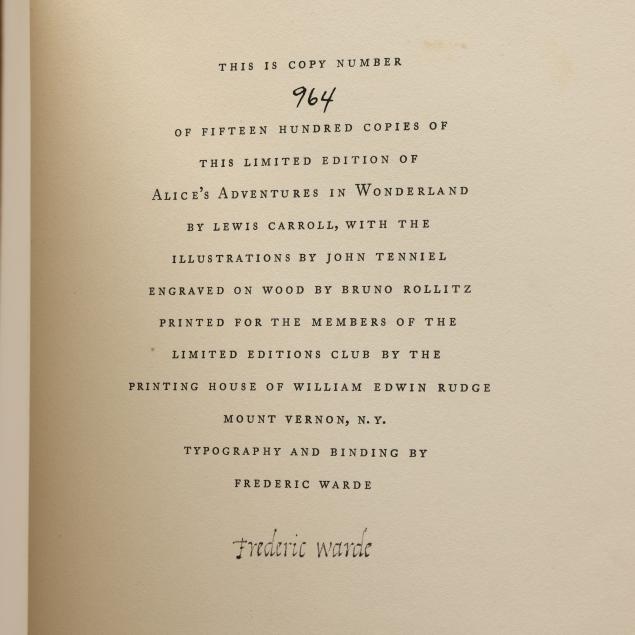 THIS IS COPY NUMBER
964
OF FIFTEEN HUNDRED COPIES OF
THIS LIMITED EDITION OF
ALICE'S ADVENTURES IN WONDERLAND
BY LEWIS CARROLL, WITH THE
ILLUSTRATIONS BY JOHN TENNIEL
ENGRAVED ON WOOD BY BRUNO ROLLITZ
PRINTED FOR THE MEMBERS OF THE
LIMITED EDITIONS CLUB BY THE
PRINTING HOUSE OF WILLIAM EDWIN RUDGE
MOUNT VERNON, N.Y.
TYPOGRAPHY AND BINDING BY
FREDERIC WARDE
Frederic Warde